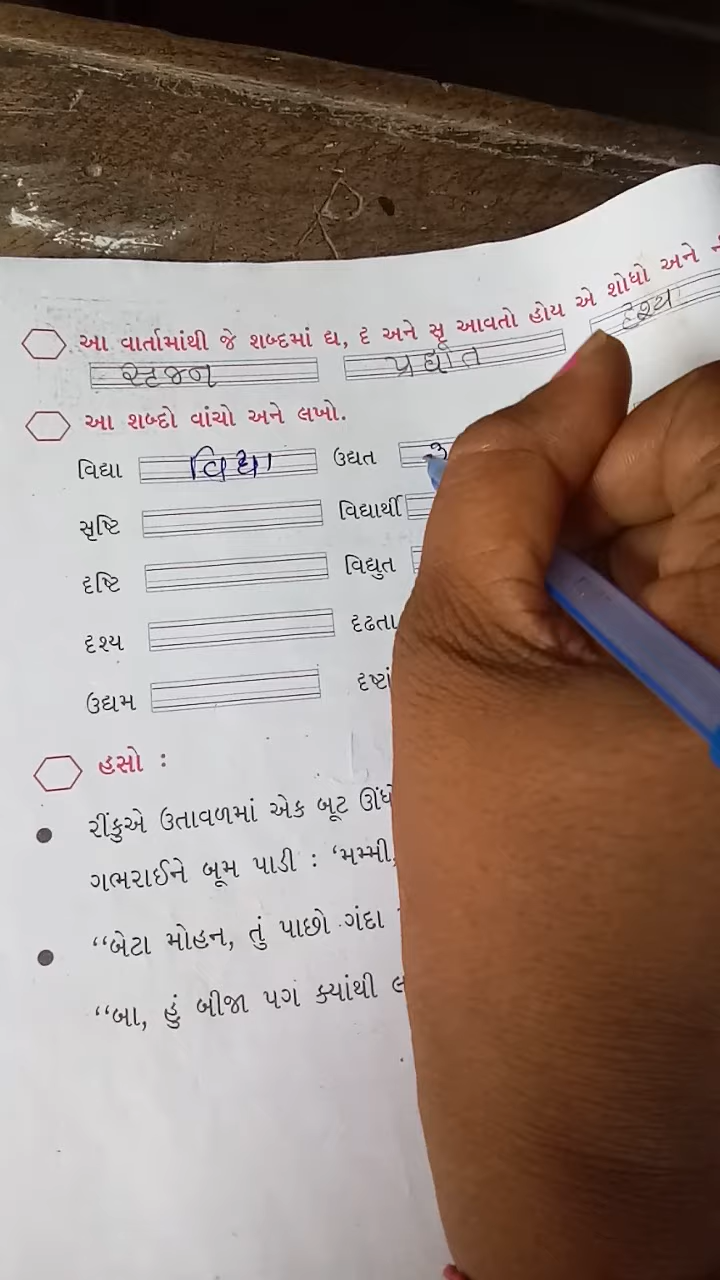 આ વાર્તામાંથી જે શબ્દમાં ઘ, દૃ અને સૃ આવતો હોય એ શોધો અને
સ્રજન પ્રદ્યોત દૃશ્ય
આ શબ્દો વાંચો અને લખો.
વિદ્યા વિદ્યા ઉદ્યત ઉ
સૃષ્ટિ વિદ્યાર્થી
દૃષ્ટિ વિદ્યુત
દૃશ્ય દૃઢતા
ઉદ્યમ દૃષ્ટાં
હસો :
રીંકુએ ઉતાવળમાં એક બૂટ ઊંધો
ગભરાઈને બૂમ પાડી : ‘મમ્મી,
“બેટા મોહન, તું પાછો ગંદા
“બા, હું બીજા પગ ક્યાંથી લ